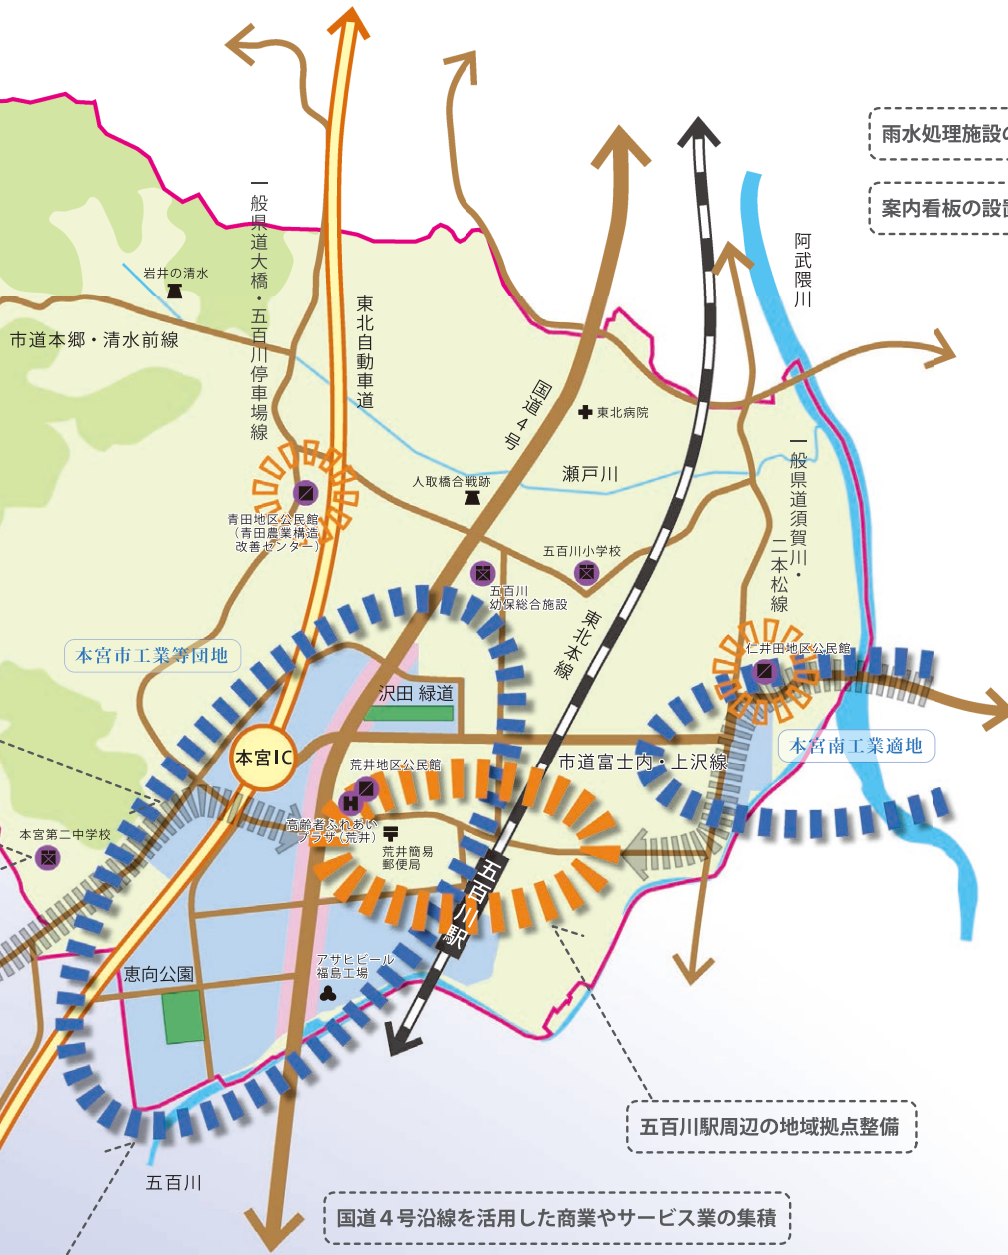 雨水処理施設の
案内看板の設置
阿武隈川
一般県道大橋・五百川停車場線
岩井の清水
東北自動車道
市道本郷・清水前線
国道4号
東北病院
一般県道須賀川・
二本松線
瀬戸川
人取橋合戦跡
青田地区公民館
(青田農業構造
改善センター)
五百川小学校
五百川
幼保総合施設
東北本線
仁井田地区公民館
本宮市工業等団地
沢田 緑道
本宮IC
市道富士内・上沢線
本宮南工業適地
荒井地区公民館
高齢者ふれあい
プラザ(荒井)
荒井簡易
郵便局
本宮第二中学校
五百川駅
アサヒビール
福島工場
恵向公園
五百川駅周辺の地域拠点整備
五百川
国道4号沿線を活用した商業やサービス業の集積